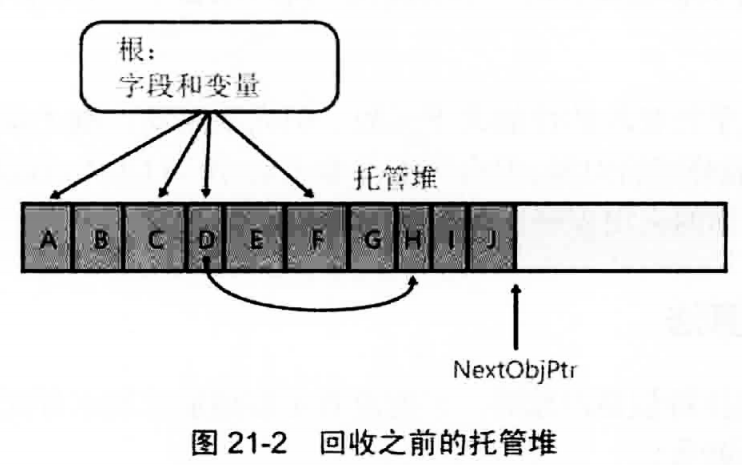 根：
字段和变量
托管堆
A B C D E F G H I J
NextObjPtr
图 21-2 回收之前的托管堆